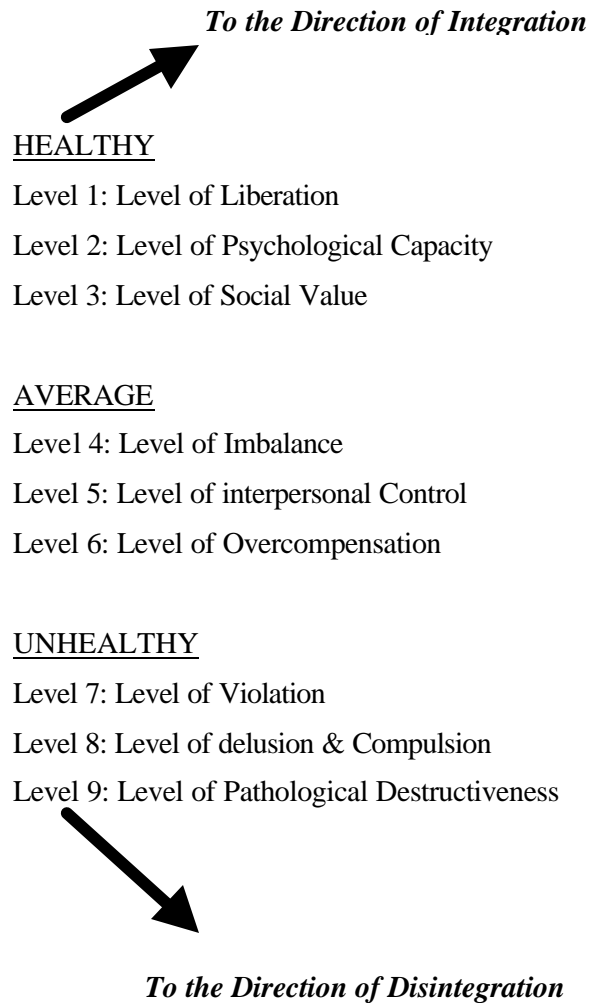 To the Direction of Integration
HEALTHY
Level 1: Level of Liberation
Level 2: Level of Psychological Capacity
Level 3: Level of Social Value
AVERAGE
Level 4: Level of Imbalance
Level 5: Level of interpersonal Control
Level 6: Level of Overcompensation
UNHEALTHY
Level 7: Level of Violation
Level 8: Level of delusion & Compulsion
Level 9: Level of Pathological Destructiveness
To the Direction of Disintegration